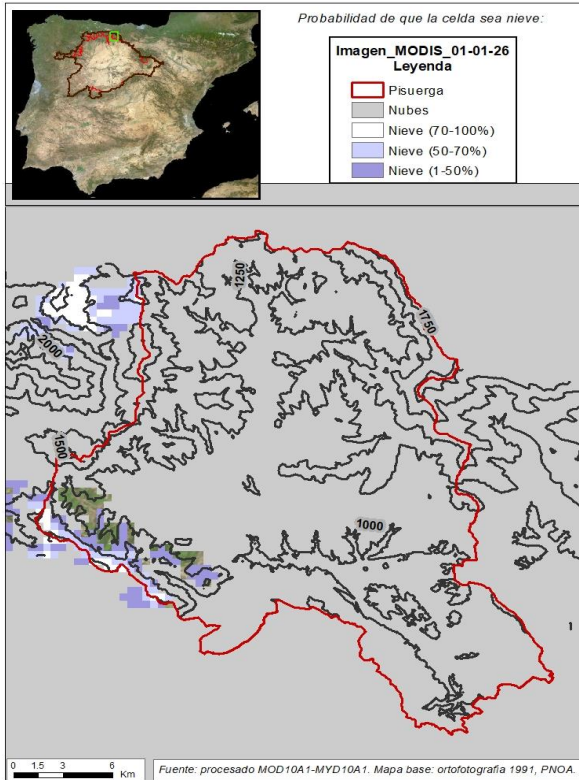 Probabilidad de que la celda sea nieve:
Imagen_MODIS_01-01-26
Leyenda
Pisuerga
Nubes
Nieve (70-100%)
Nieve (50-70%)
Nieve (1-50%)
1250
1750
2000
1500
1000
0 1.5 3 6
Km
Fuente: procesado MOD10A1-MYD10A1. Mapa base: ortofotografia 1991, PNOA.